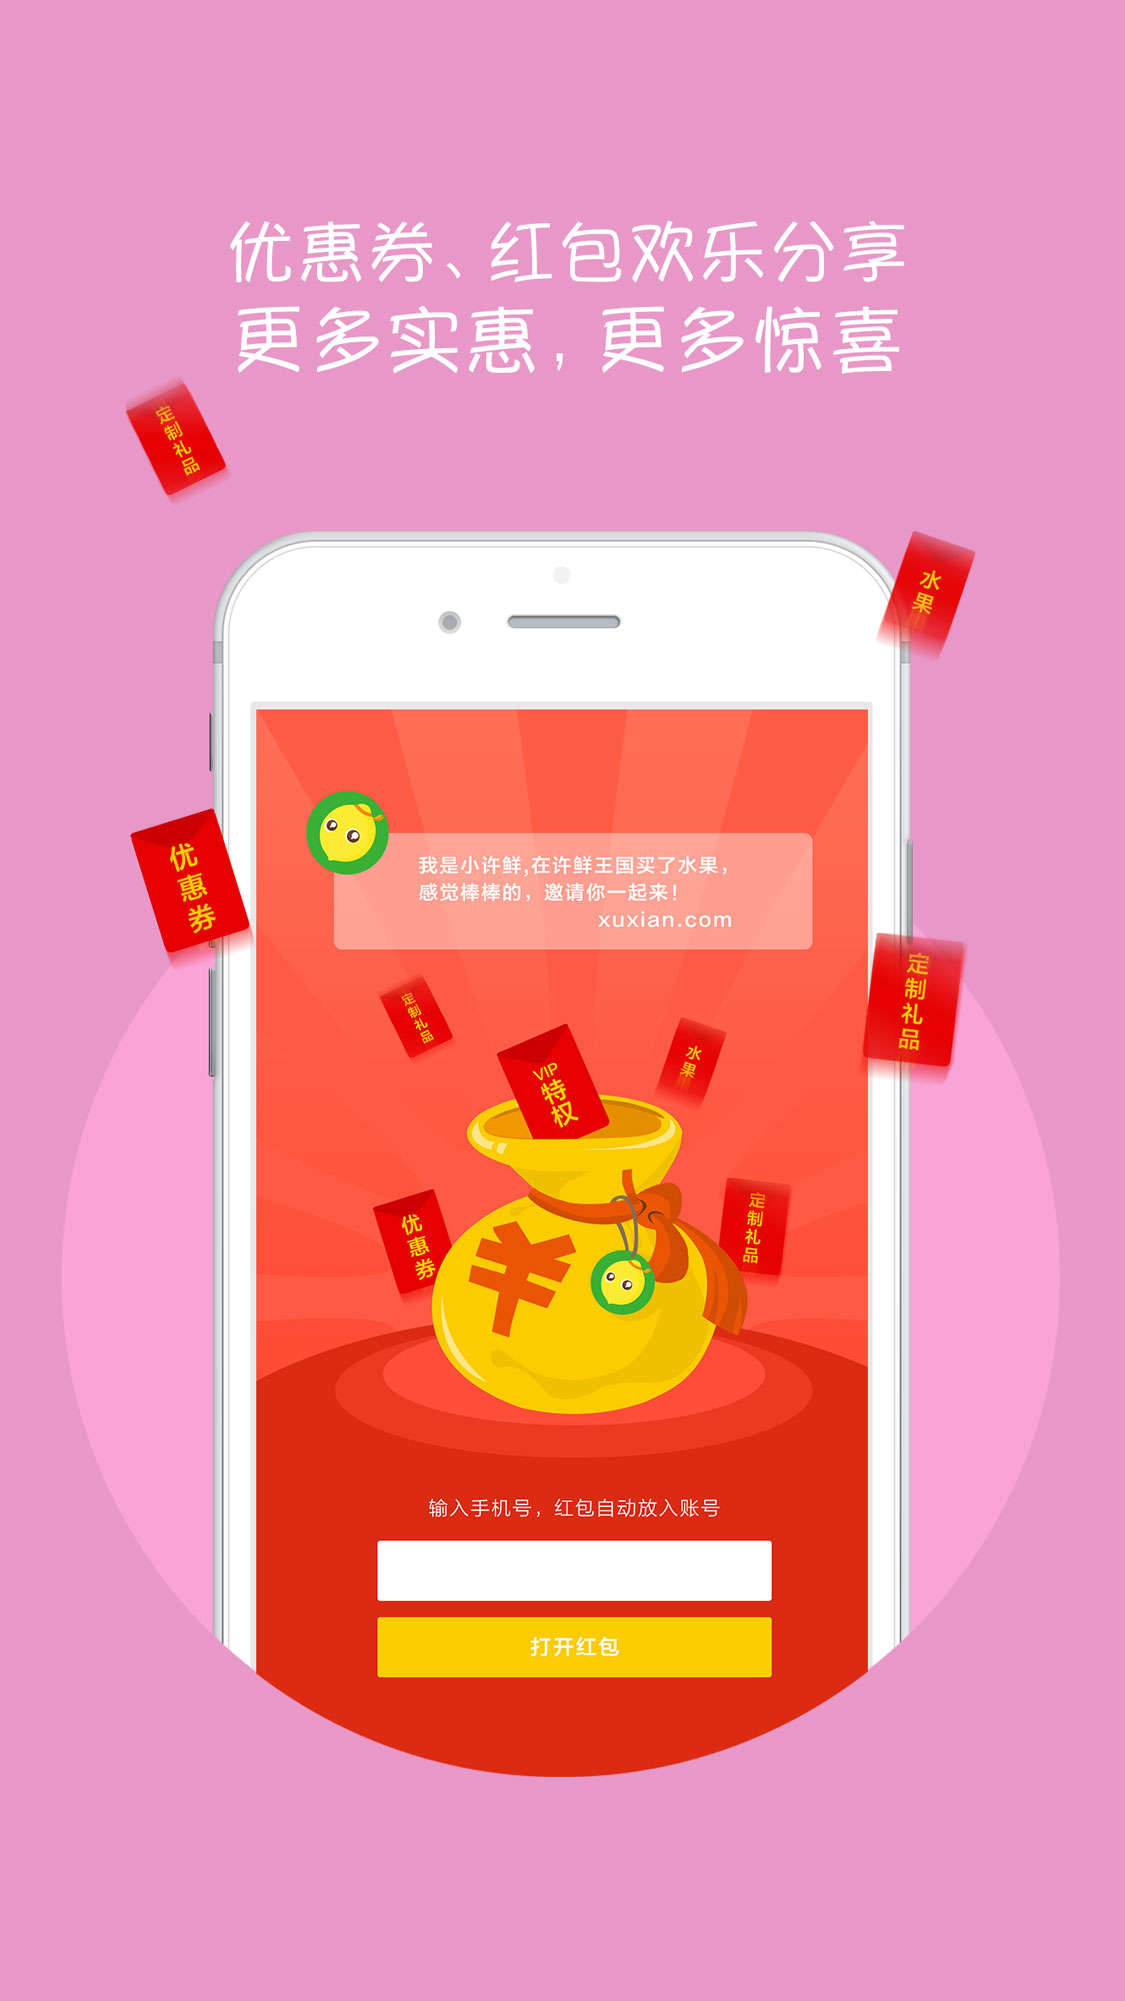 优惠券、红包欢乐分享
更多实惠,更多惊喜
定制礼品
水果
优惠券
我是小许鲜,在许鲜王国买了水果,
感觉棒棒的，邀请你一起来！
xuxian.com
定制礼品
定制礼品
水果
VIP
特权
优惠券
定制礼品
输入手机号，红包自动放入账号
打开红包